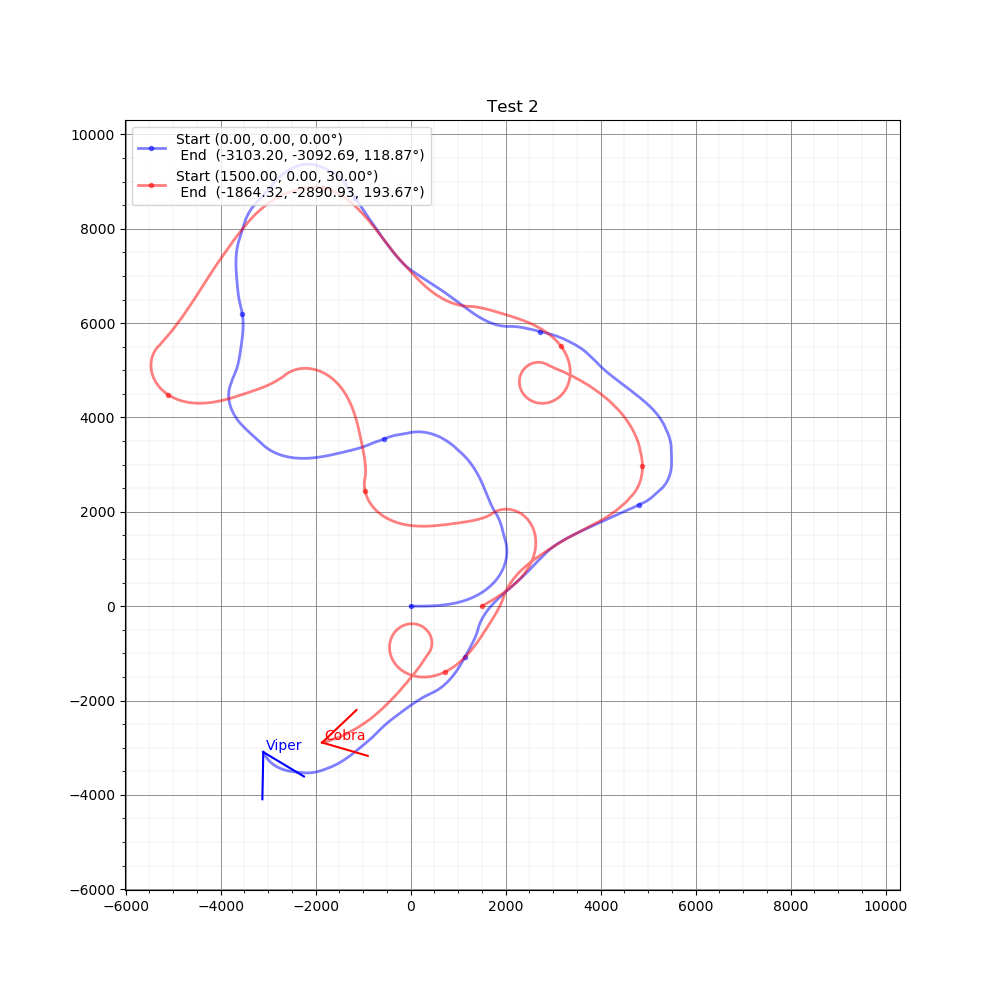 Test 2
Start (0.00, 0.00, 0.00°)
End (-3103.20, -3092.69, 118.87°)
Start (1500.00, 0.00, 30.00°)
End (-1864.32, -2890.93, 193.67°)
10000
8000
6000
4000
2000
0
−2000
−4000
−6000
Cobra
Viper
−6000 −4000 −2000 0 2000 4000 6000 8000 10000